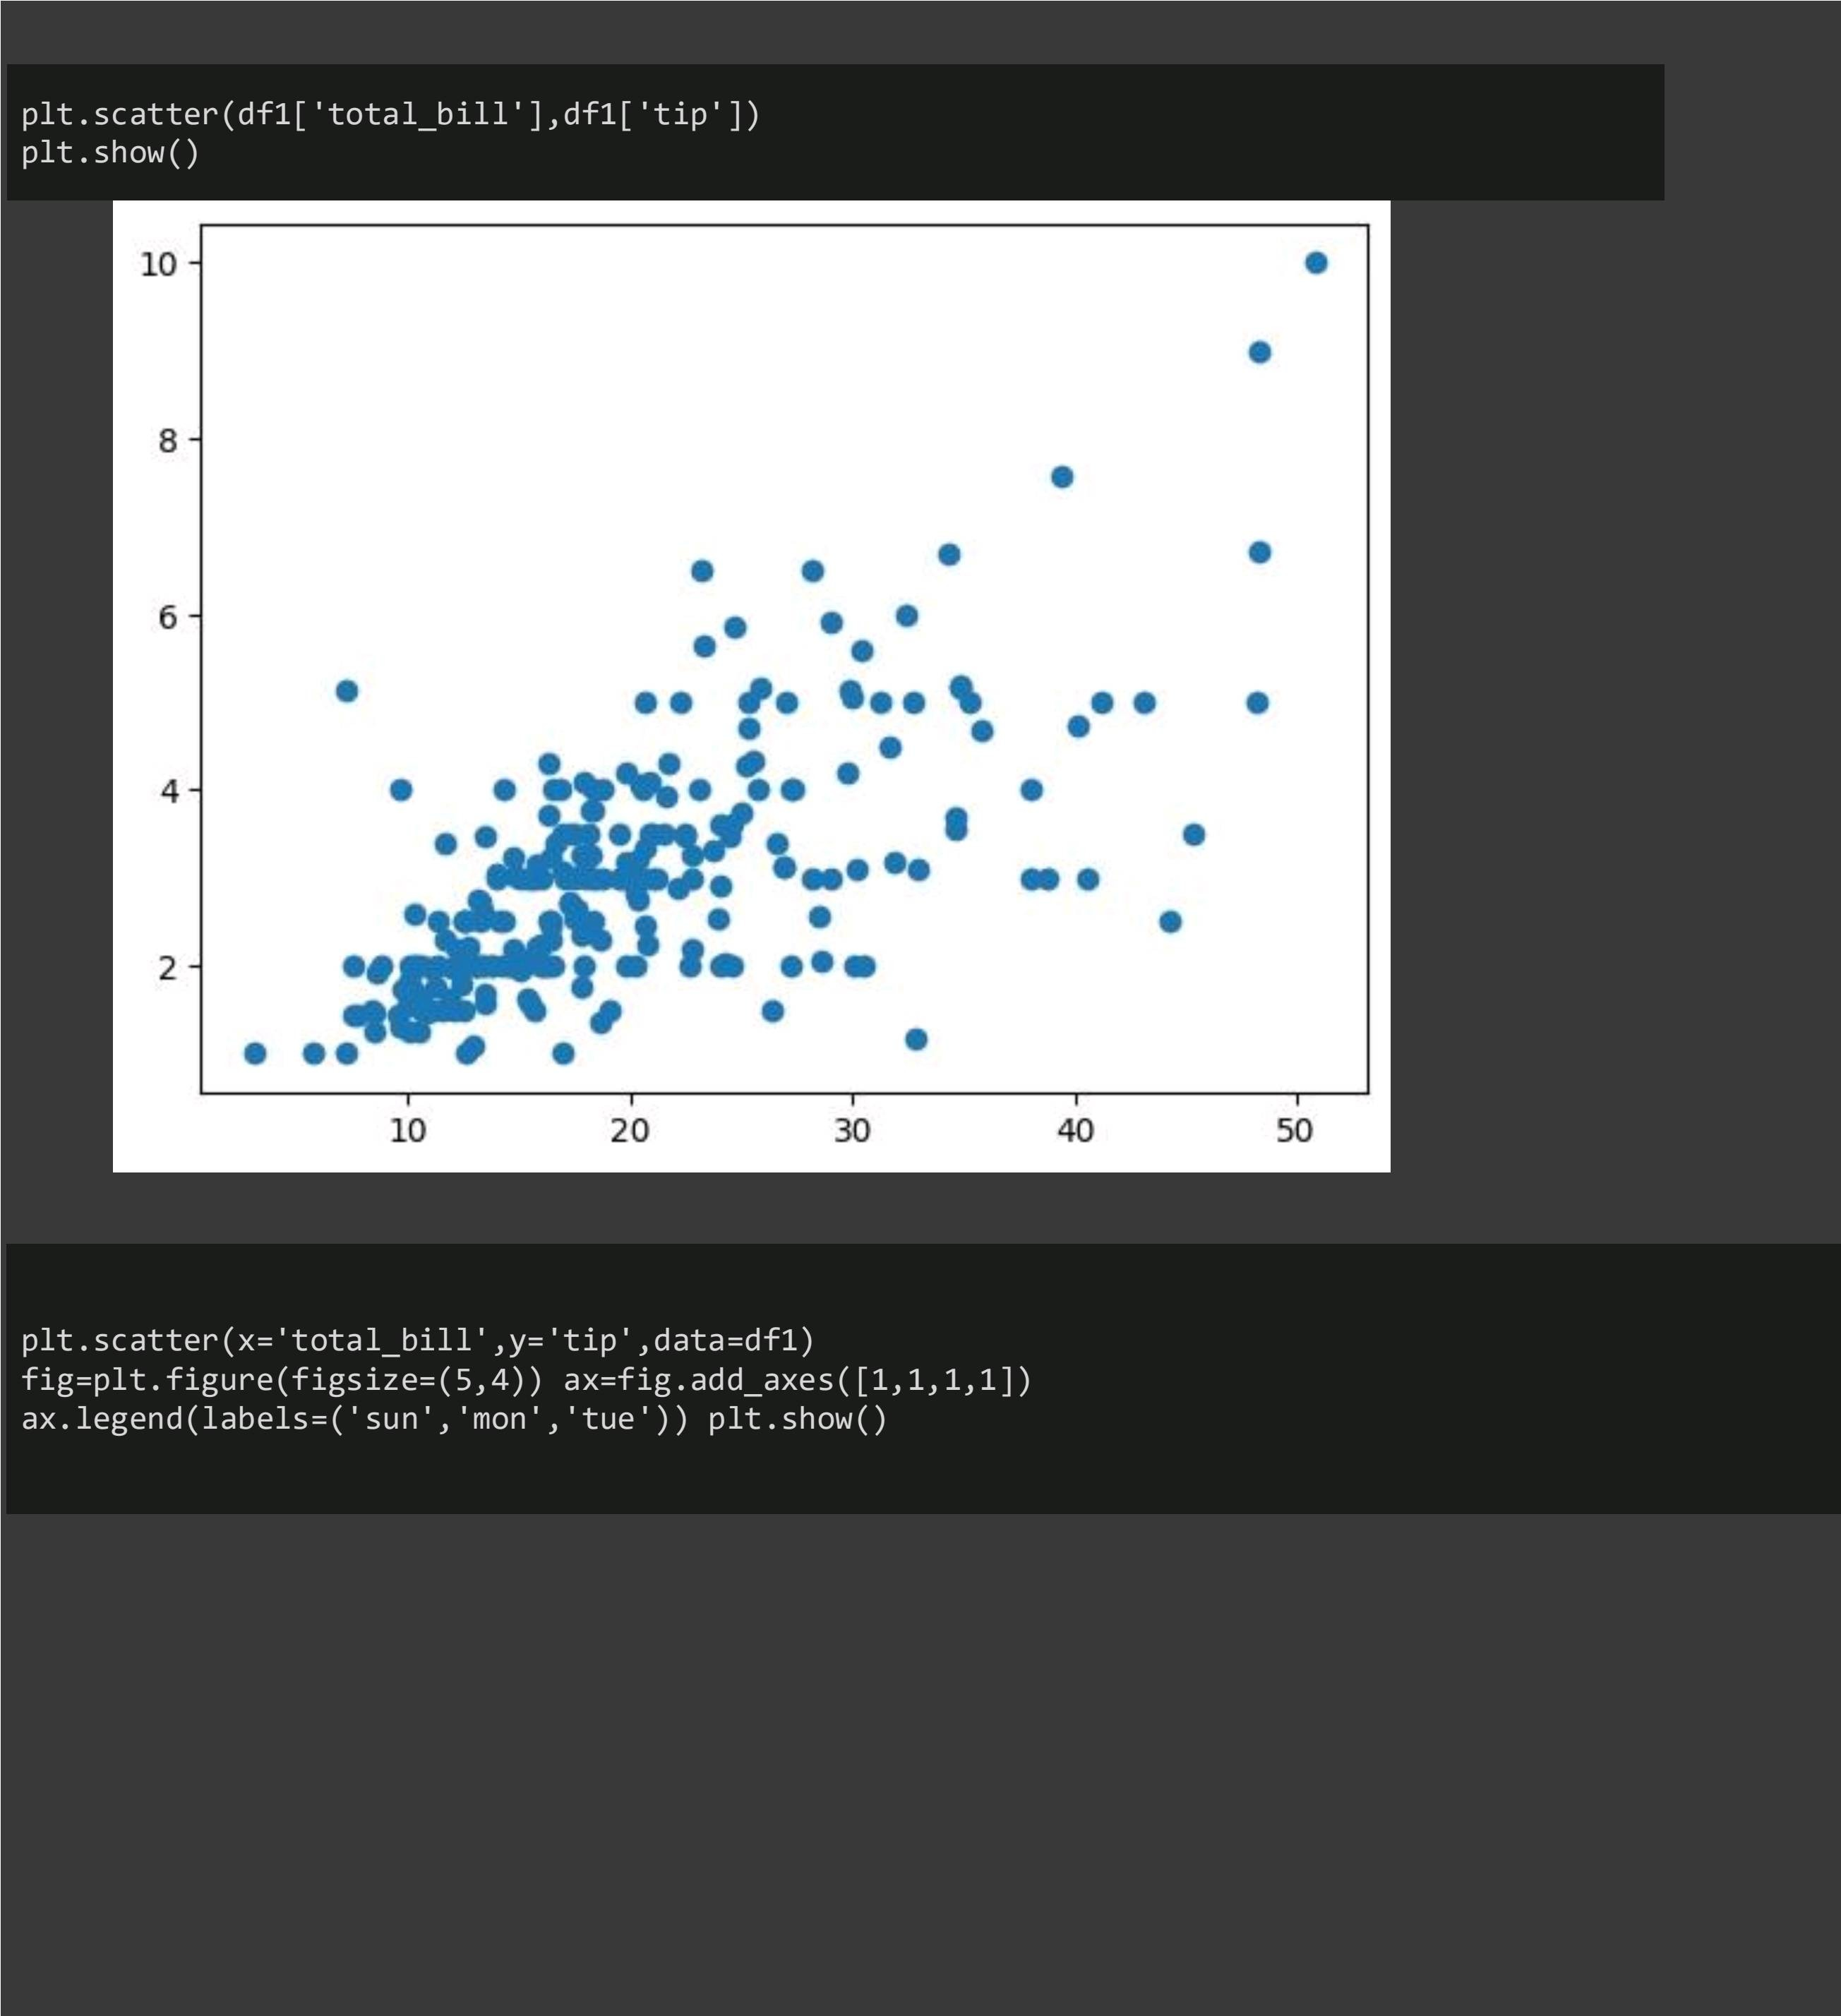 plt.scatter(df1['total_bill'],df1['tip'])
plt.show()
10
8
6
4
2
10 20 30 40 50
plt.scatter(x='total_bill',y='tip',data=df1)
fig=plt.figure(figsize=(5,4)) ax=fig.add_axes([1,1,1,1])
ax.legend(labels=('sun','mon','tue')) plt.show()